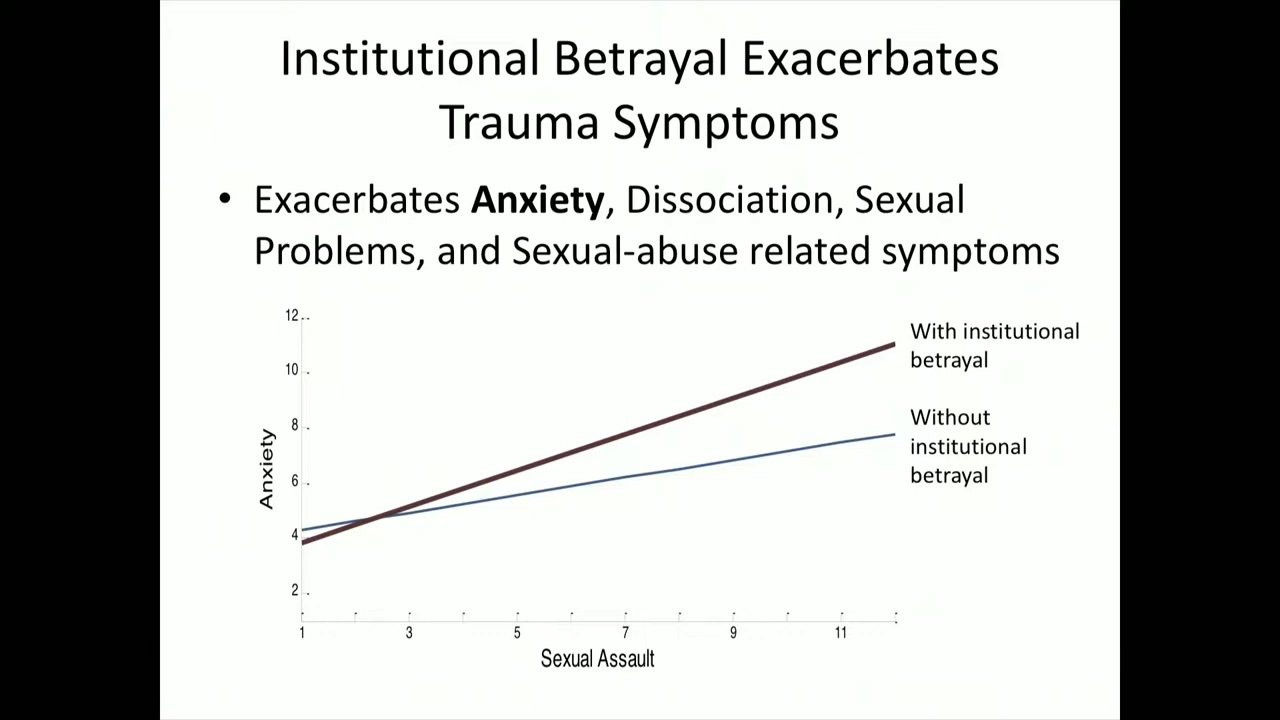 Institutional Betrayal Exacerbates
Trauma Symptoms
• Exacerbates Anxiety, Dissociation, Sexual
Problems, and Sexual-abuse related symptoms
12
10
8
6
4
2
Anxiety
With institutional
betrayal
Without
institutional
betrayal
1 3 5 7 9 11
Sexual Assault